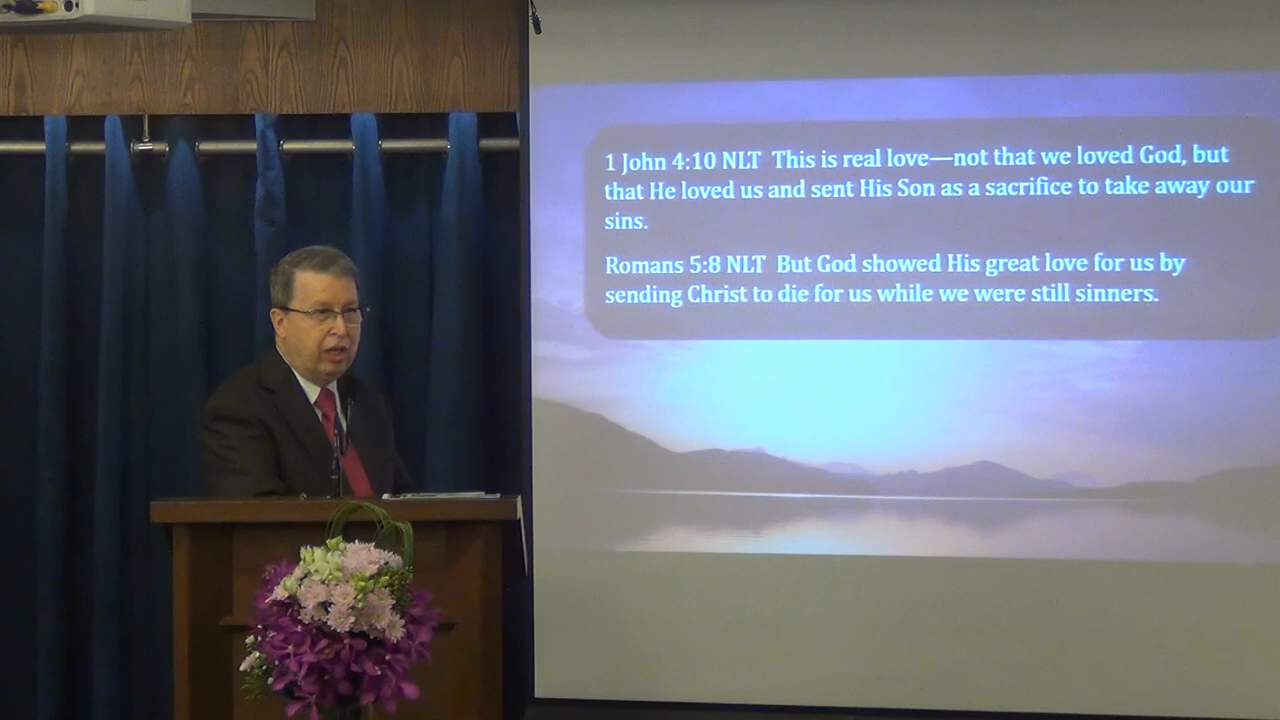 1 John 4:10 NLT  This is real love—not that we loved God, but
that He loved us and sent His Son as a sacrifice to take away our
sins.
Romans 5:8 NLT  But God showed His great love for us by
sending Christ to die for us while we were still sinners.